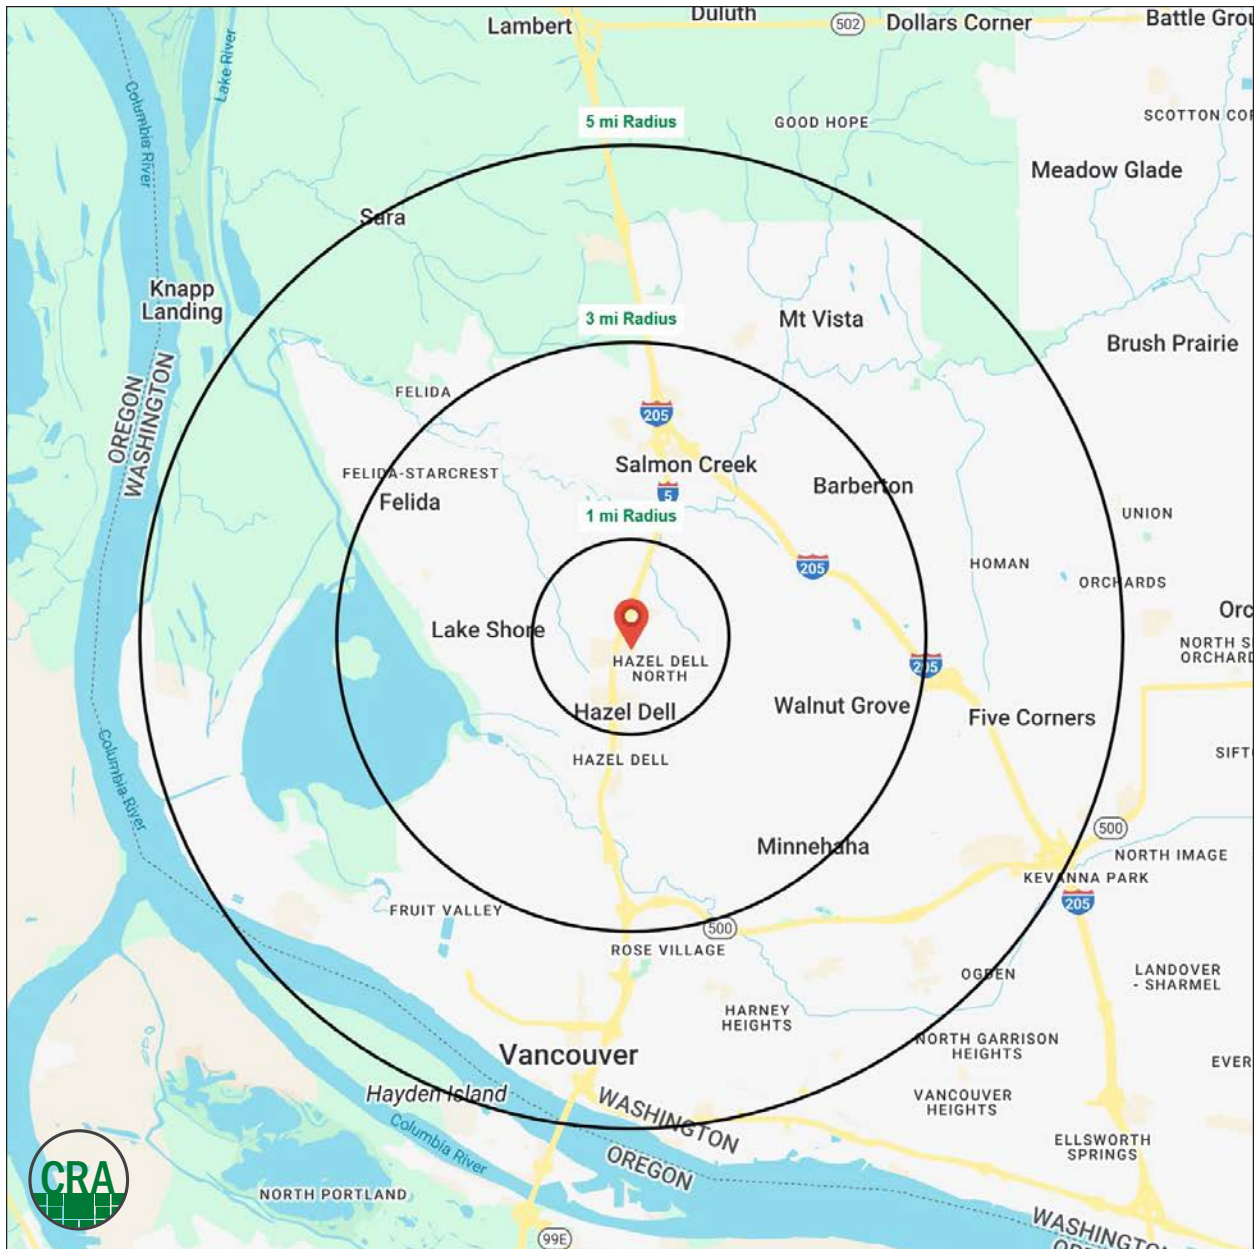 Lambert
Duluth
502
Dollars Corner
Battle Grou
Lake River
Columbia River
SCOTTON COR
5 mi Radius
GOOD HOPE
Meadow Glade
Sara
Knapp
Landing
3 mi Radius
Mt Vista
Brush Prairie
OREGON
WASHINGTON
FELIDA
205
FELIDA-STARCREST
Salmon Creek
Felida
5
Barberton
1 mi Radius
UNION
205
HOMAN
ORCHARDS
Orc
Lake Shore
NORTH S
ORCHARD
HAZEL DELL
NORTH
205
Hazel Dell
Walnut Grove
Five Corners
HAZEL DELL
SIFT
Columbia River
500
Minnehaha
NORTH IMAGE
KEVANNA PARK
205
FRUIT VALLEY
500
ROSE VILLAGE
OGDEN
LANDOVER
- SHARMEL
HARNEY
HEIGHTS
NORTH GARRISON
HEIGHTS
Vancouver
EVER
Hayden Island
VANCOUVER
HEIGHTS
WASHINGTON
OREGON
Columbia River
ELLSWORTH
SPRINGS
CRA
NORTH PORTLAND
99E
WASHINGTON